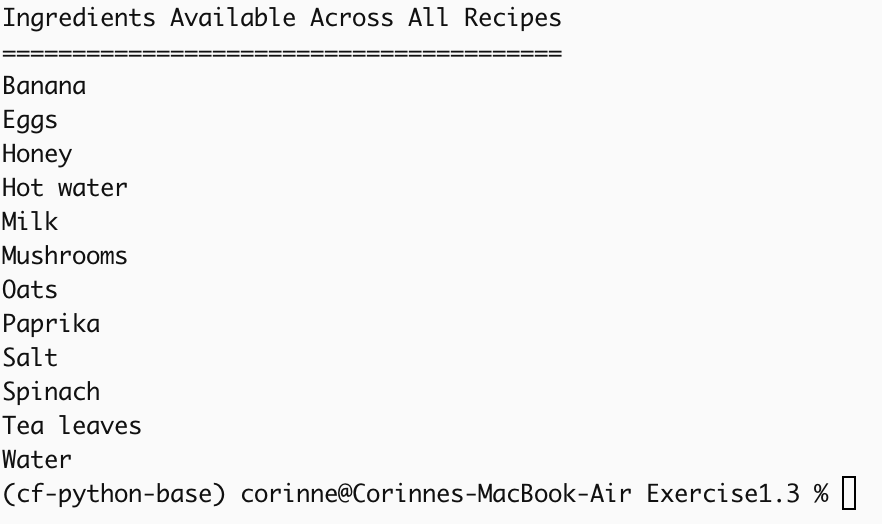 Ingredients Available Across All Recipes
========================================
Banana
Eggs
Honey
Hot water
Milk
Mushrooms
Oats
Paprika
Salt
Spinach
Tea leaves
Water
(cf-python-base) corinne@Corinnes-MacBook-Air Exercise1.3 %